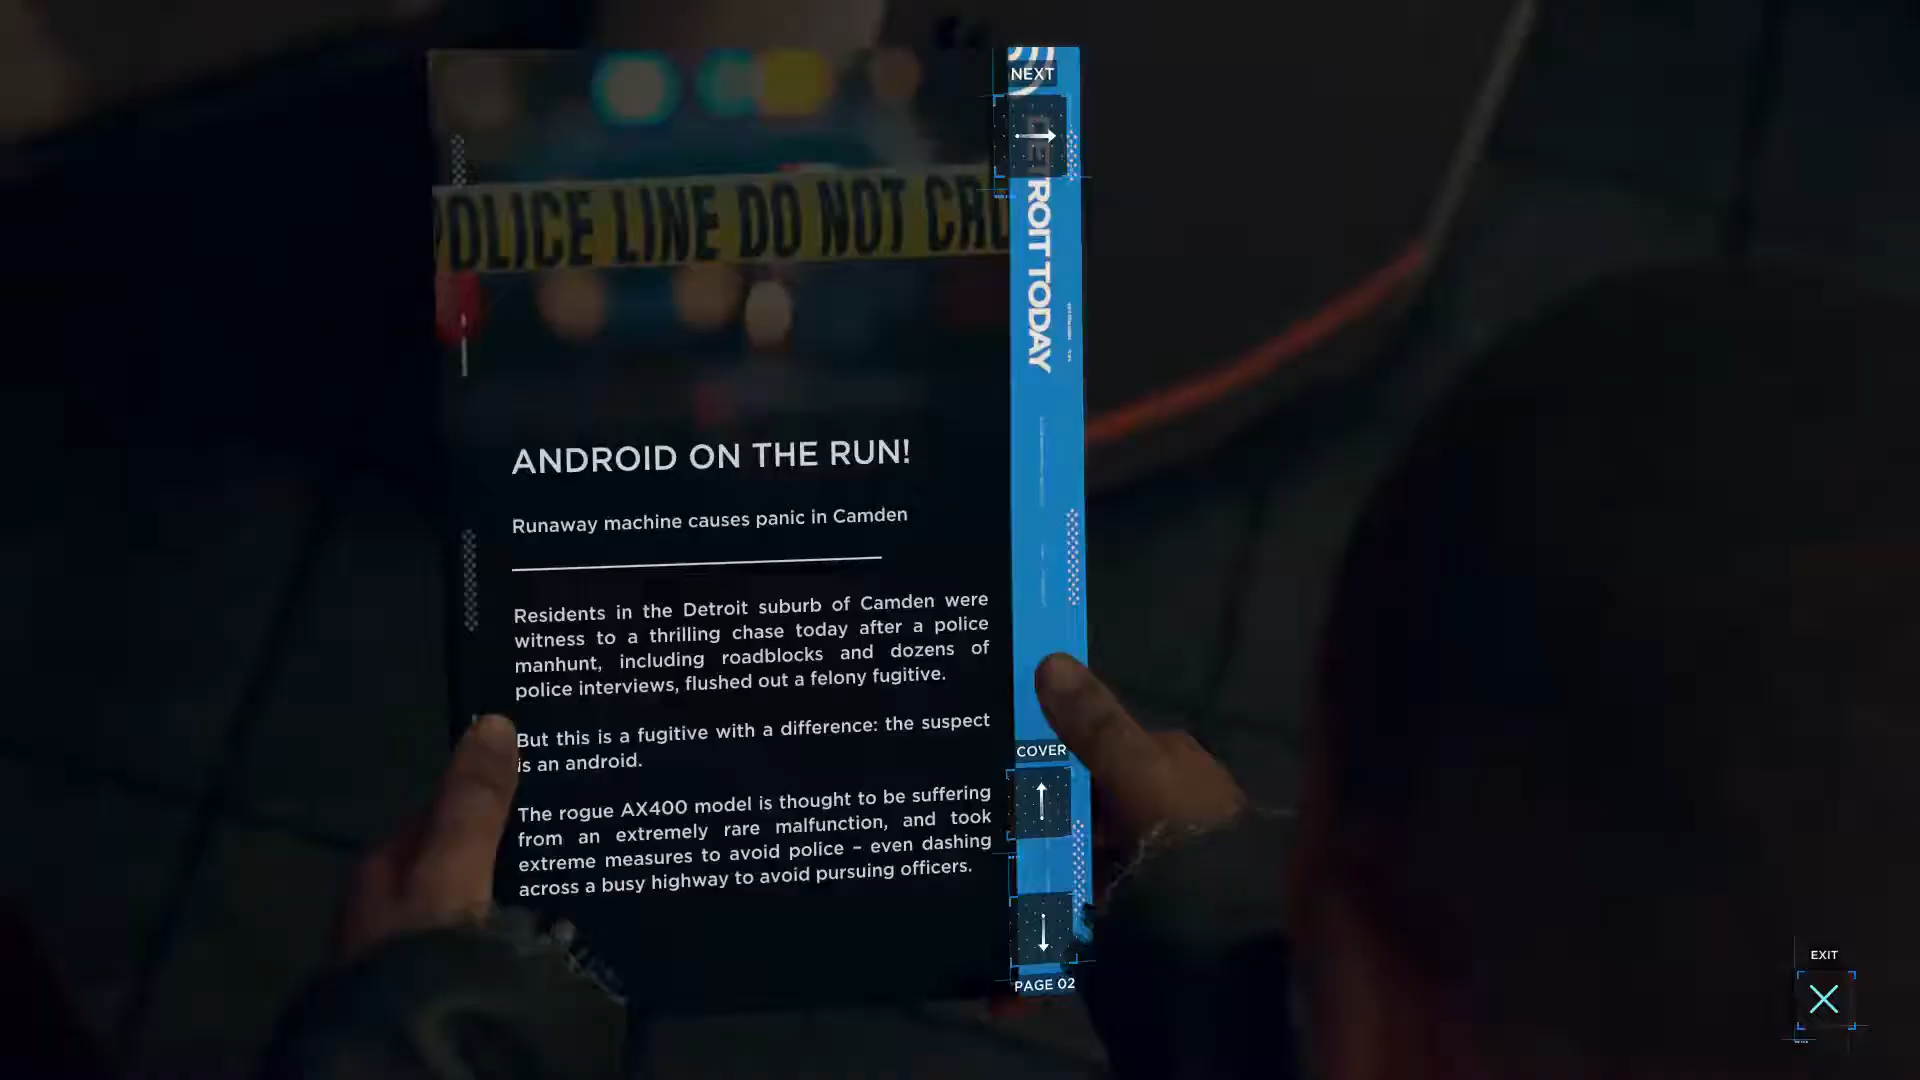 NEXT
DETROIT TODAY
POLICE LINE DO NOT CRO
ANDROID ON THE RUN!
Runaway machine causes panic in Camden
Residents in the Detroit suburb of Camden were
witness to a thrilling chase today after a police
manhunt, including roadblocks and dozens of
police interviews, flushed out a felony fugitive.
But this is a fugitive with a difference: the suspect
is an android.
The rogue AX400 model is thought to be suffering
from an extremely rare malfunction, and took
extreme measures to avoid police – even dashing
across a busy highway to avoid pursuing officers.
COVER
PAGE 02
EXIT